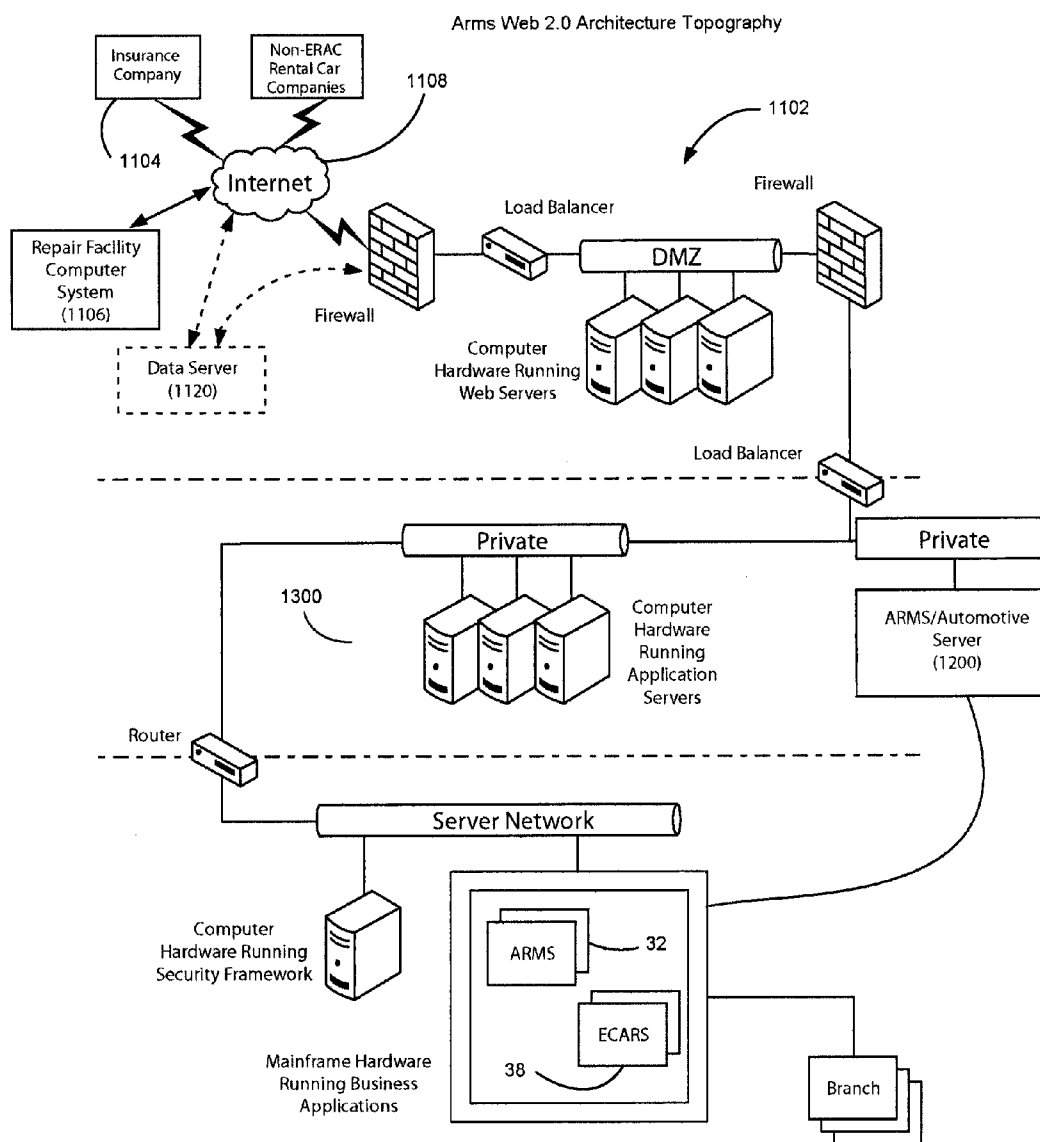 Arms Web 2.0 Architecture Topography
Insurance
Company
Non-ERAC
Rental Car
Companies
1108
1102
1104
Internet
Firewall
Load Balancer
Repair Facility
Computer
System
(1106)
DMZ
Firewall
Data Server
(1120)
Computer
Hardware Running
Web Servers
Load Balancer
Private
Private
1300
Computer
Hardware
Running
Application
Servers
ARMS/Automotive
Server
(1200)
Router
Server Network
Computer
Hardware Running
Security Framework
ARMS
32
ECARS
38
Mainframe Hardware
Running Business
Applications
Branch